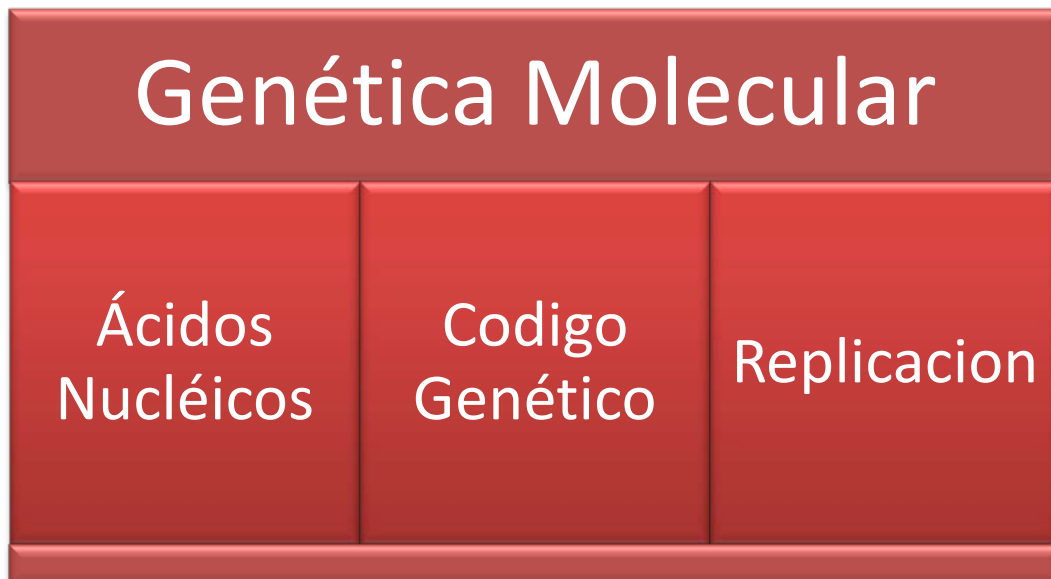 Genética Molecular
Ácidos
Nucléicos
Codigo
Genético
Replicacion